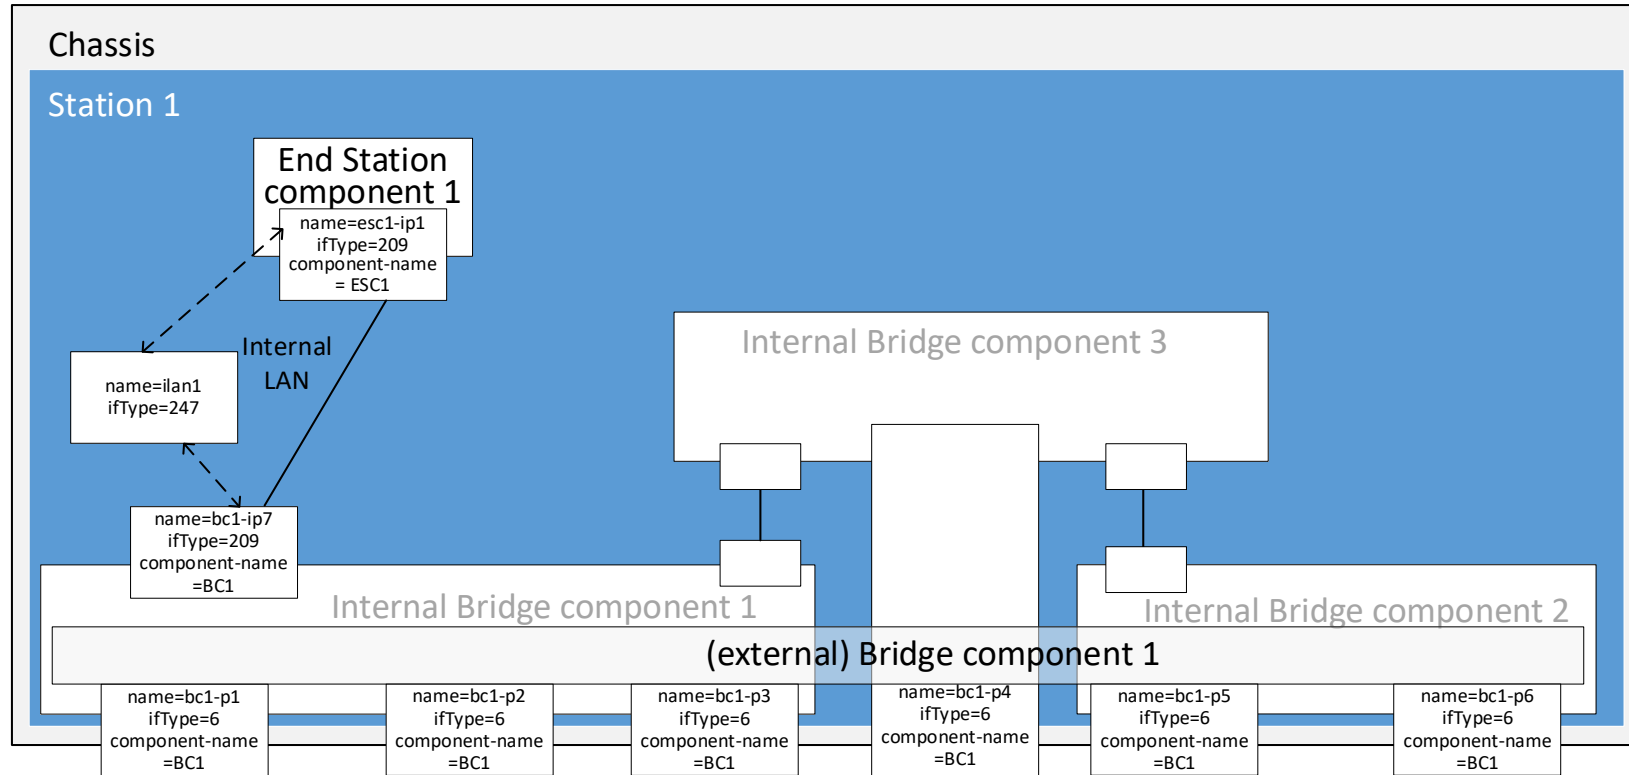 Chassis
Station 1
End Station
component 1
name=esc1-ip1
ifType=209
component-name
= ESC1
Internal
LAN
name=ilan1
ifType=247
Internal Bridge component 3
name=bc1-ip7
ifType=209
component-name
=BC1
Internal Bridge component 1
Internal Bridge component 2
(external) Bridge component 1
name=bc1-p1
ifType=6
component-name
=BC1
name=bc1-p2
ifType=6
component-name
=BC1
name=bc1-p3
ifType=6
component-name
=BC1
name=bc1-p4
ifType=6
component-name
=BC1
name=bc1-p5
ifType=6
component-name
=BC1
name=bc1-p6
ifType=6
component-name
=BC1